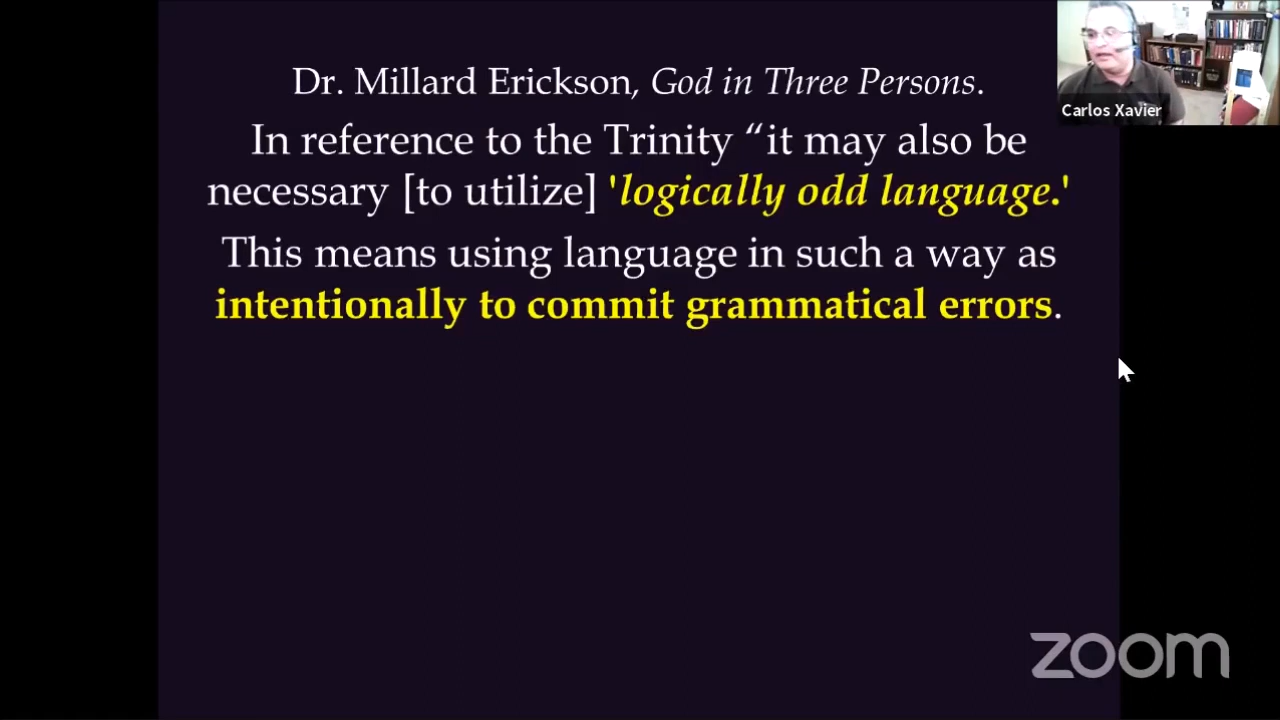 Dr. Millard Erickson, God in Three Persons.
In reference to the Trinity “it may also be
necessary [to utilize] 'logically odd language.'
This means using language in such a way as
intentionally to commit grammatical errors.
Carlos Xavier
zoom